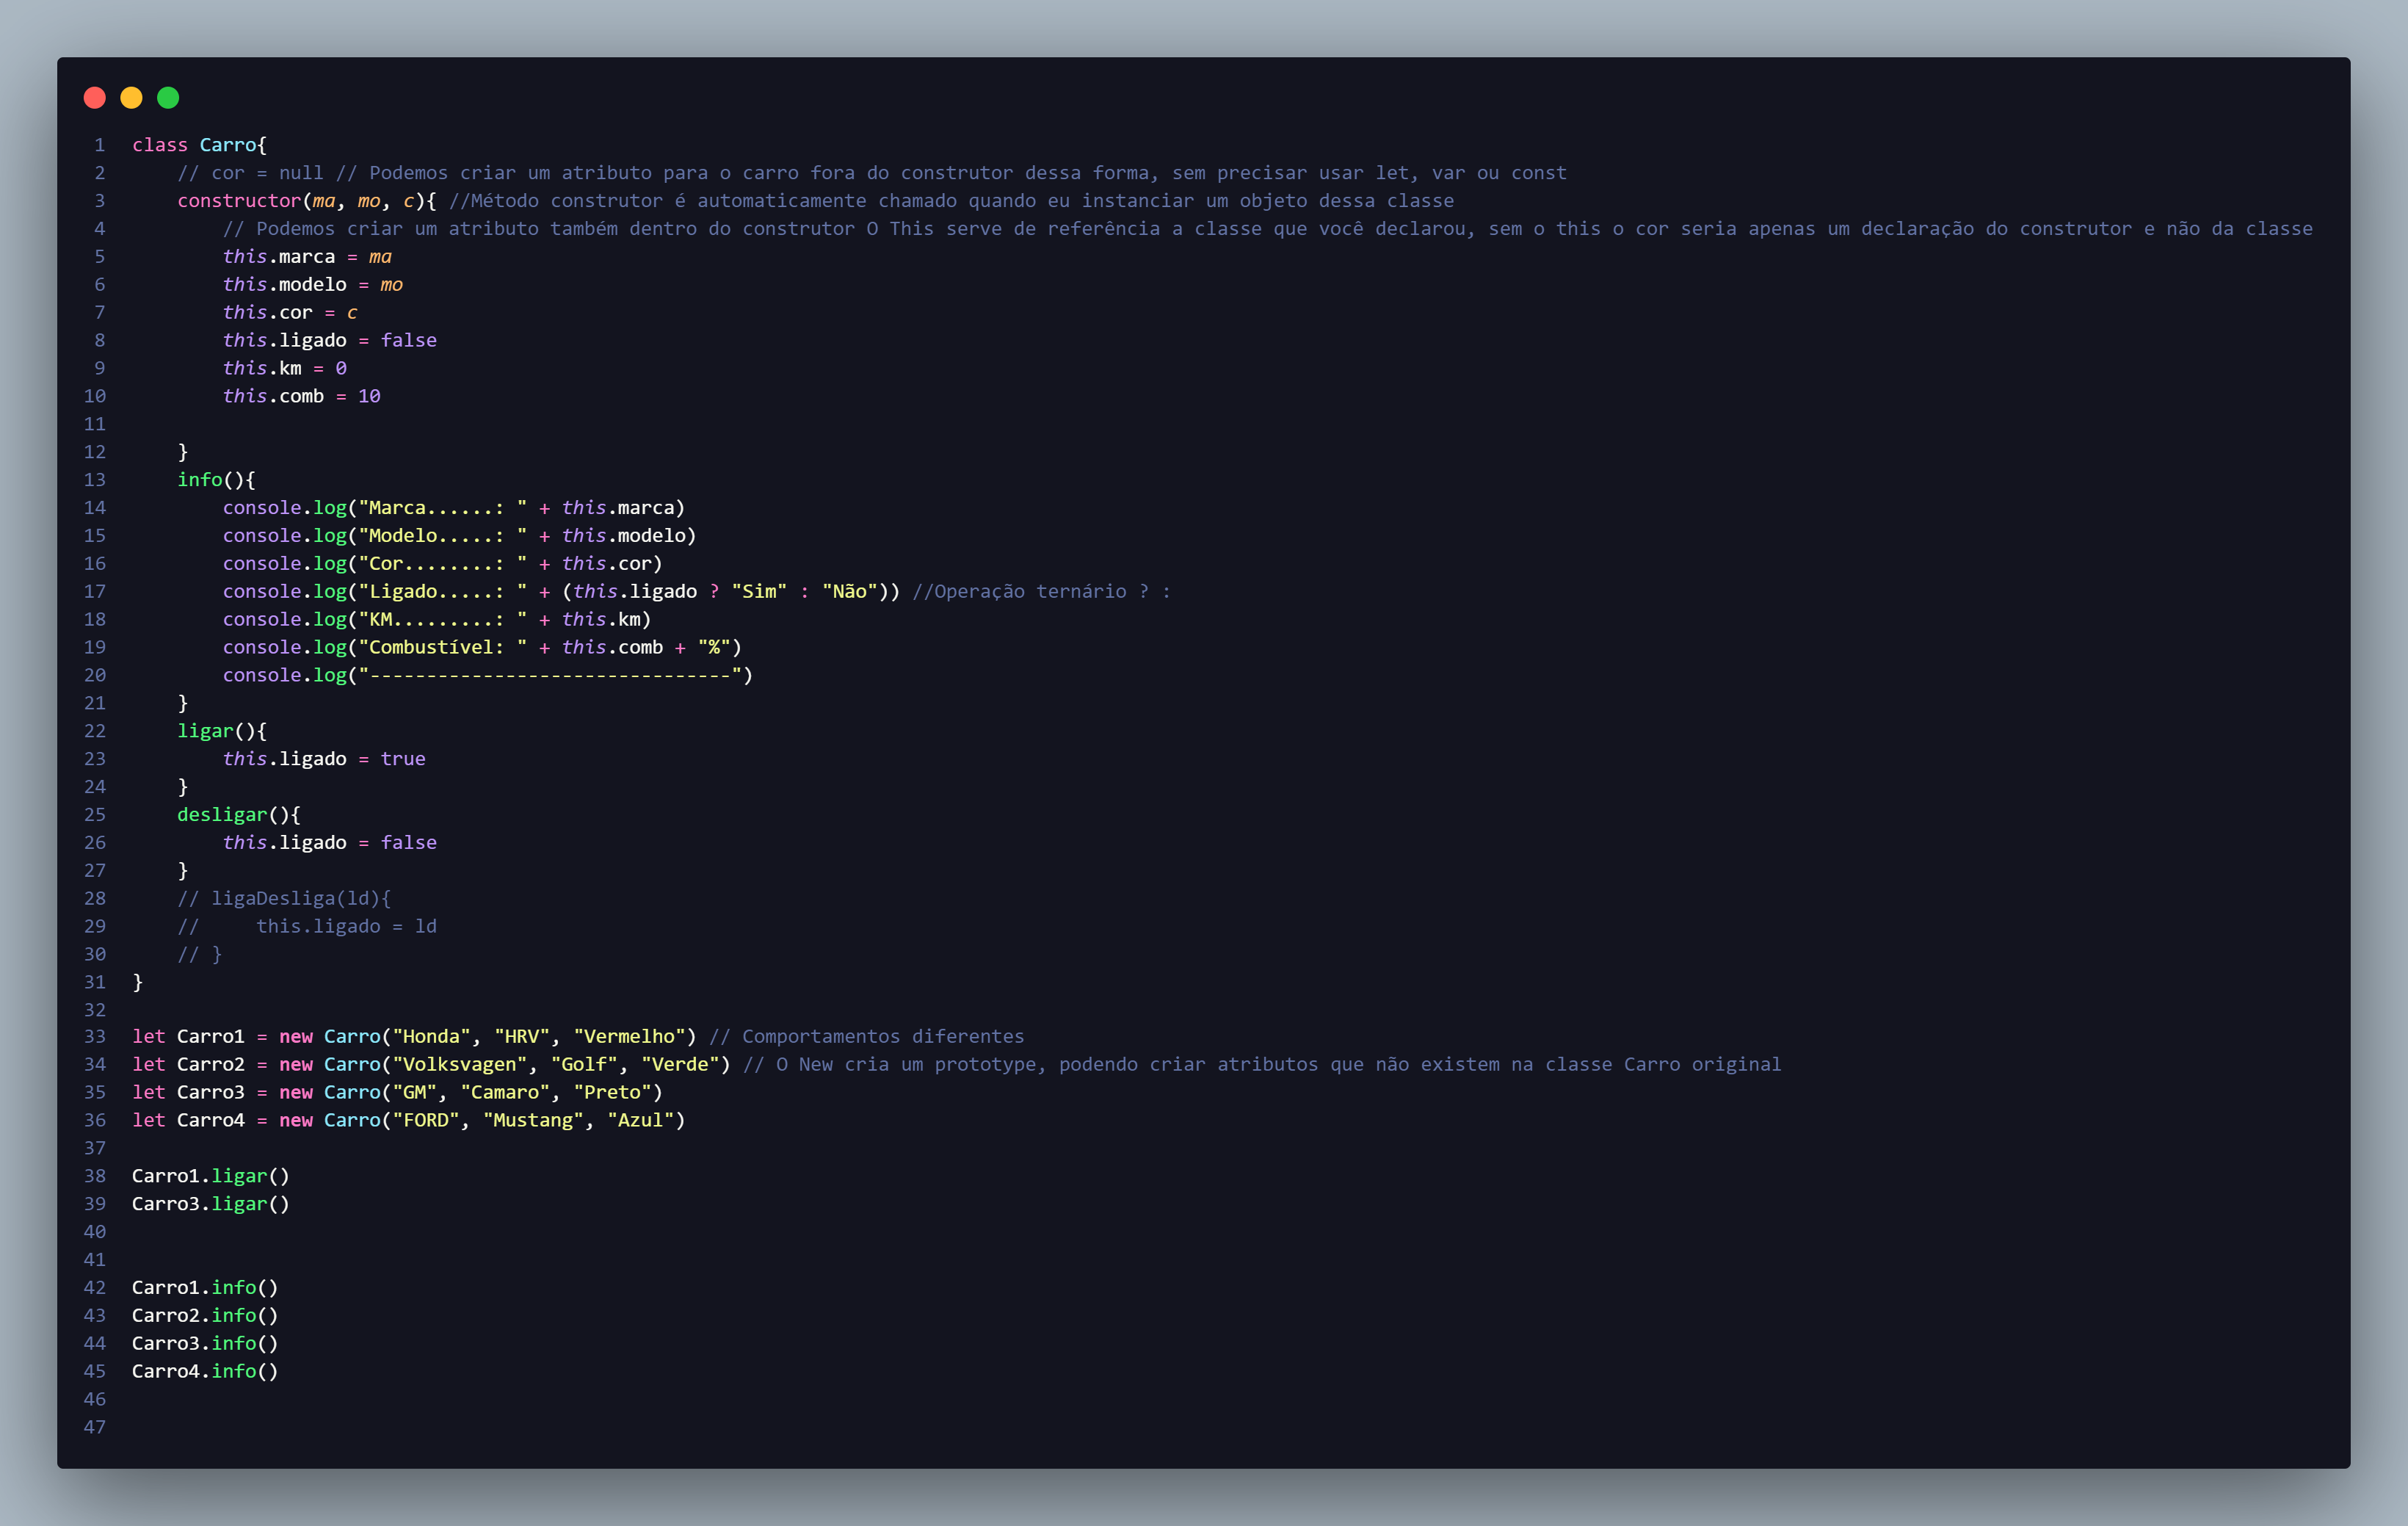 1 class Carro{
2 // cor = null // Podemos criar um atributo para o carro fora do construtor dessa forma, sem precisar usar let, var ou const
3 constructor(ma, mo, c){ //Método construtor é automaticamente chamado quando eu instanciar um objeto dessa classe
4 // Podemos criar um atributo também dentro do construtor O This serve de referência a classe que você declarou, sem o this o cor seria apenas um declaração do construtor e não da classe
5 this.marca = ma
6 this.modelo = mo
7 this.cor = c
8 this.ligado = false
9 this.km = 0
10 this.comb = 10
11
12 }
13 info(){
14 console.log("Marca......: " + this.marca)
15 console.log("Modelo.....: " + this.modelo)
16 console.log("Cor........: " + this.cor)
17 console.log("Ligado.....: " + (this.ligado ? "Sim" : "Não")) //Operação ternário ? :
18 console.log("KM.........: " + this.km)
19 console.log("Combustível: " + this.comb + "%")
20 console.log("--------------------------------")
21 }
22 ligar(){
23 this.ligado = true
24 }
25 desligar(){
26 this.ligado = false
27 }
28 // ligaDesliga(ld){
29 //     this.ligado = ld
30 // }
31 }
32
33 let Carro1 = new Carro("Honda", "HRV", "Vermelho") // Comportamentos diferentes
34 let Carro2 = new Carro("Volksvagen", "Golf", "Verde") // O New cria um prototype, podendo criar atributos que não existem na classe Carro original
35 let Carro3 = new Carro("GM", "Camaro", "Preto")
36 let Carro4 = new Carro("FORD", "Mustang", "Azul")
37
38 Carro1.ligar()
39 Carro3.ligar()
40
41
42 Carro1.info()
43 Carro2.info()
44 Carro3.info()
45 Carro4.info()
46
47